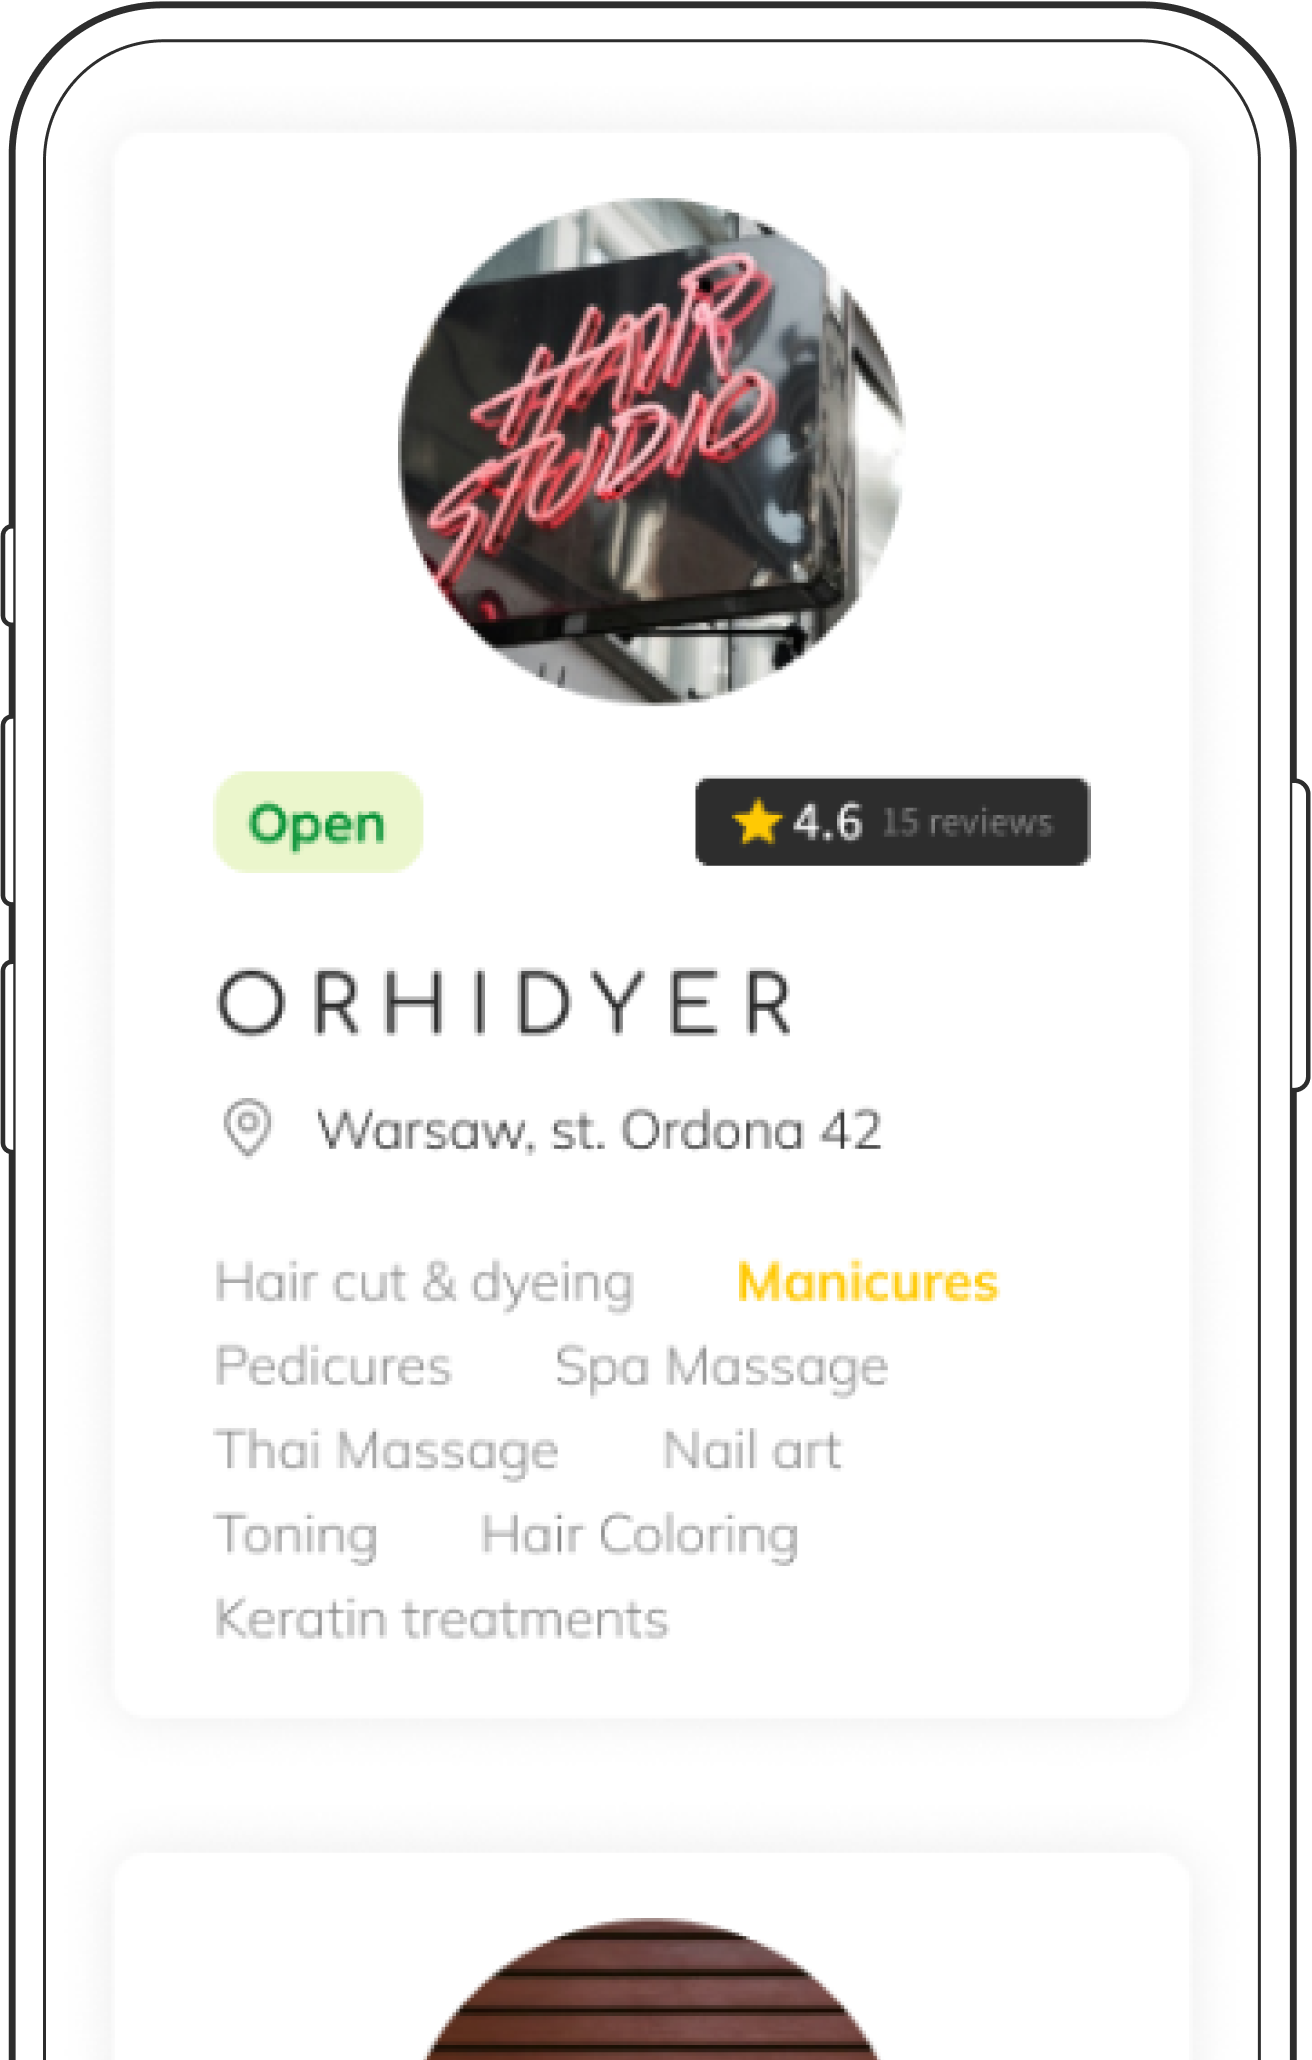 HAIR
STUDIO
Open
4.6 15 reviews
ORHIDYER
Warsaw, st. Ordona 42
Hair cut & dyeing Manicures
Pedicures Spa Massage
Thai Massage Nail art
Toning Hair Coloring
Keratin treatments